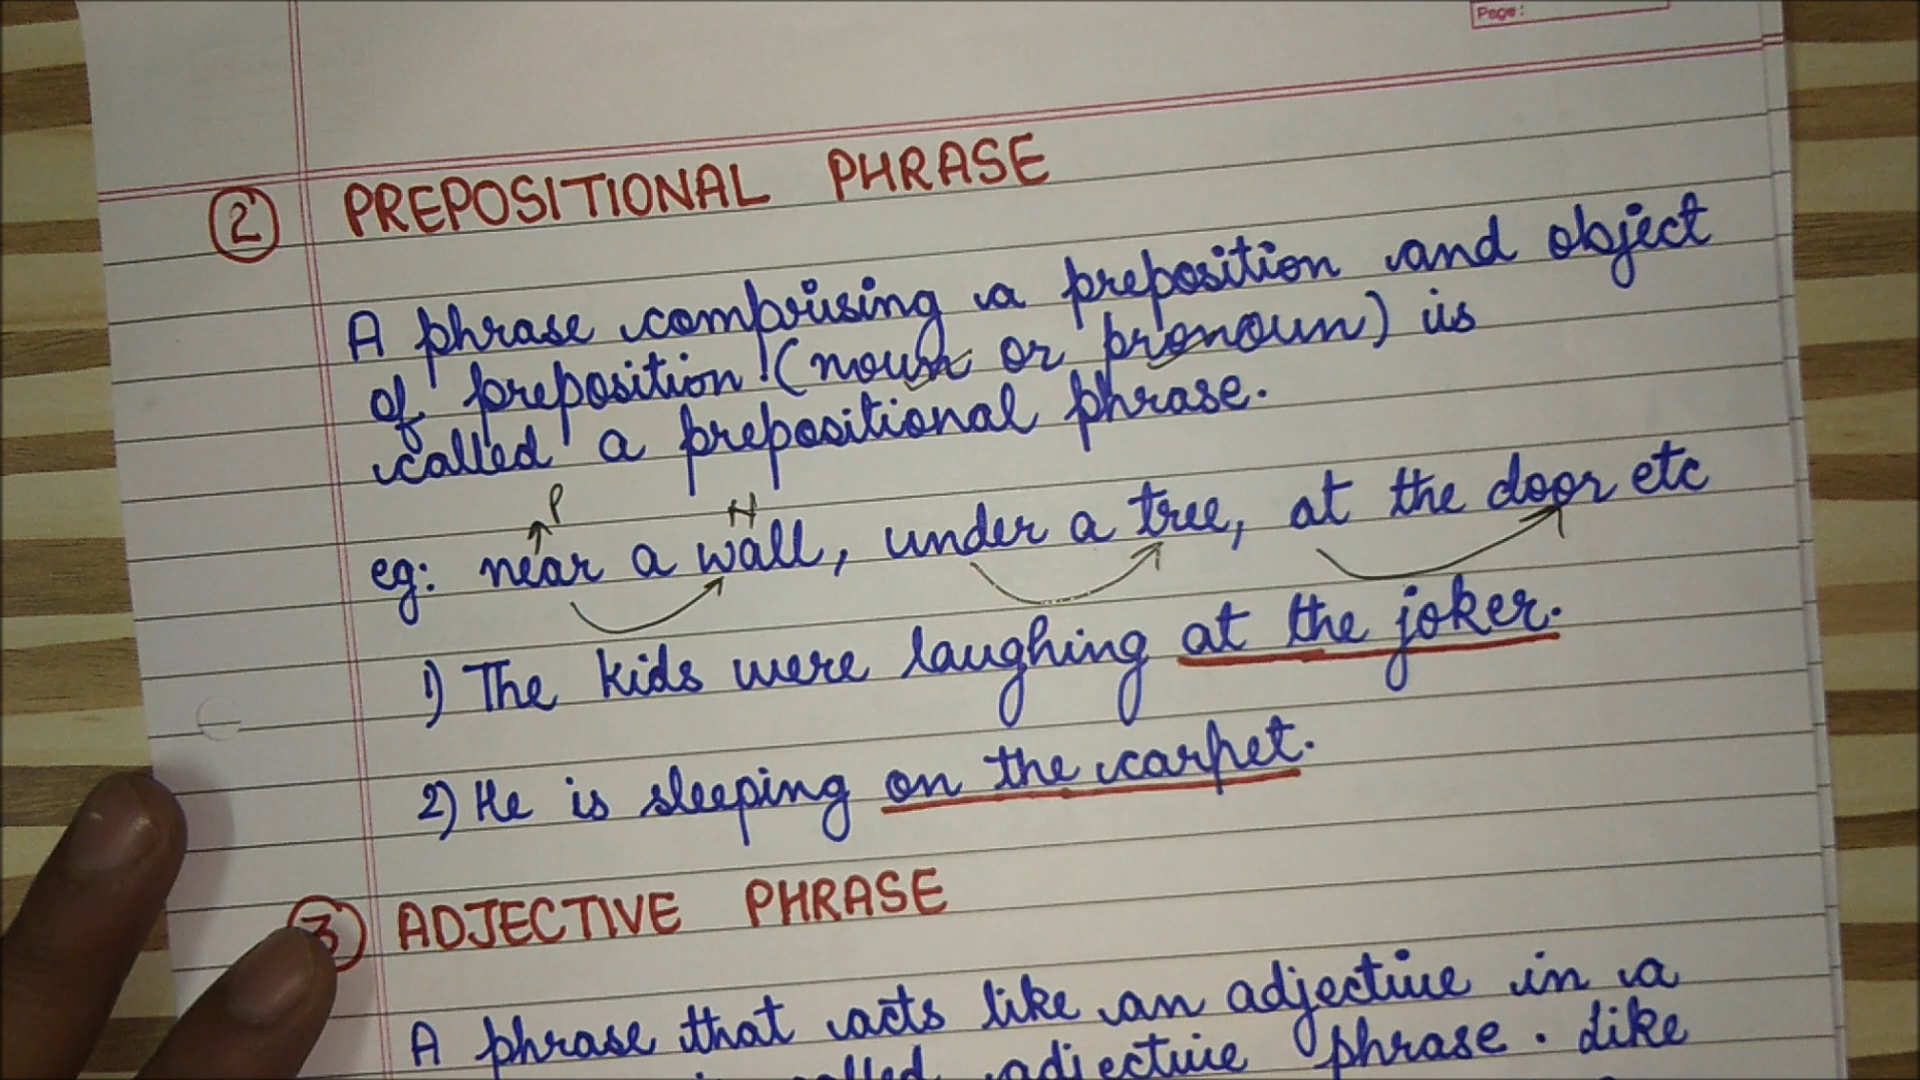 Page:
2 PREPOSITIONAL PHRASE
A phrase comprising a preposition and object
of preposition (noun or pronoun) is
called a prepositional phrase.
P N
eg: near a wall, under a tree, at the door etc
1) The kids were laughing at the joker.
2) He is sleeping on the carpet.
3 ADJECTIVE PHRASE
A phrase that acts like an adjective in a
called adjective phrase. Like